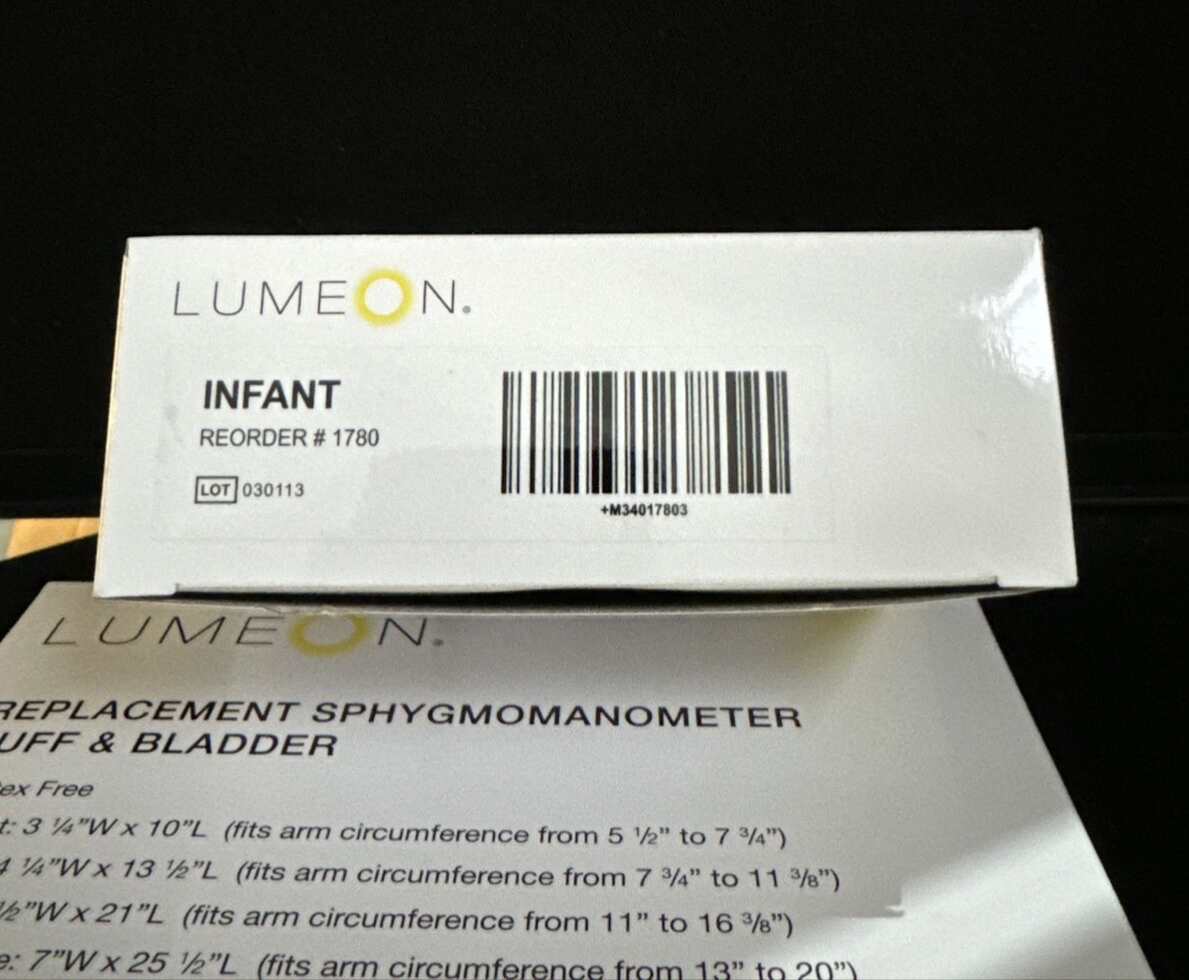 LUMEON®
INFANT
REORDER # 1780
LOT 030113
+M34017803
LUMEON®
REPLACEMENT SPHYGMOMANOMETER
UFF & BLADDER
ex Free
t: 3 ¼"W x 10"L (fits arm circumference from 5 ½" to 7 ¾")
4 ¼"W x 13 ½"L (fits arm circumference from 7 ¾" to 11 ⅜")
½"W x 21"L (fits arm circumference from 11" to 16 ⅜")
e: 7"W x 25 ½"L (fits arm circumference from 13" to 20")